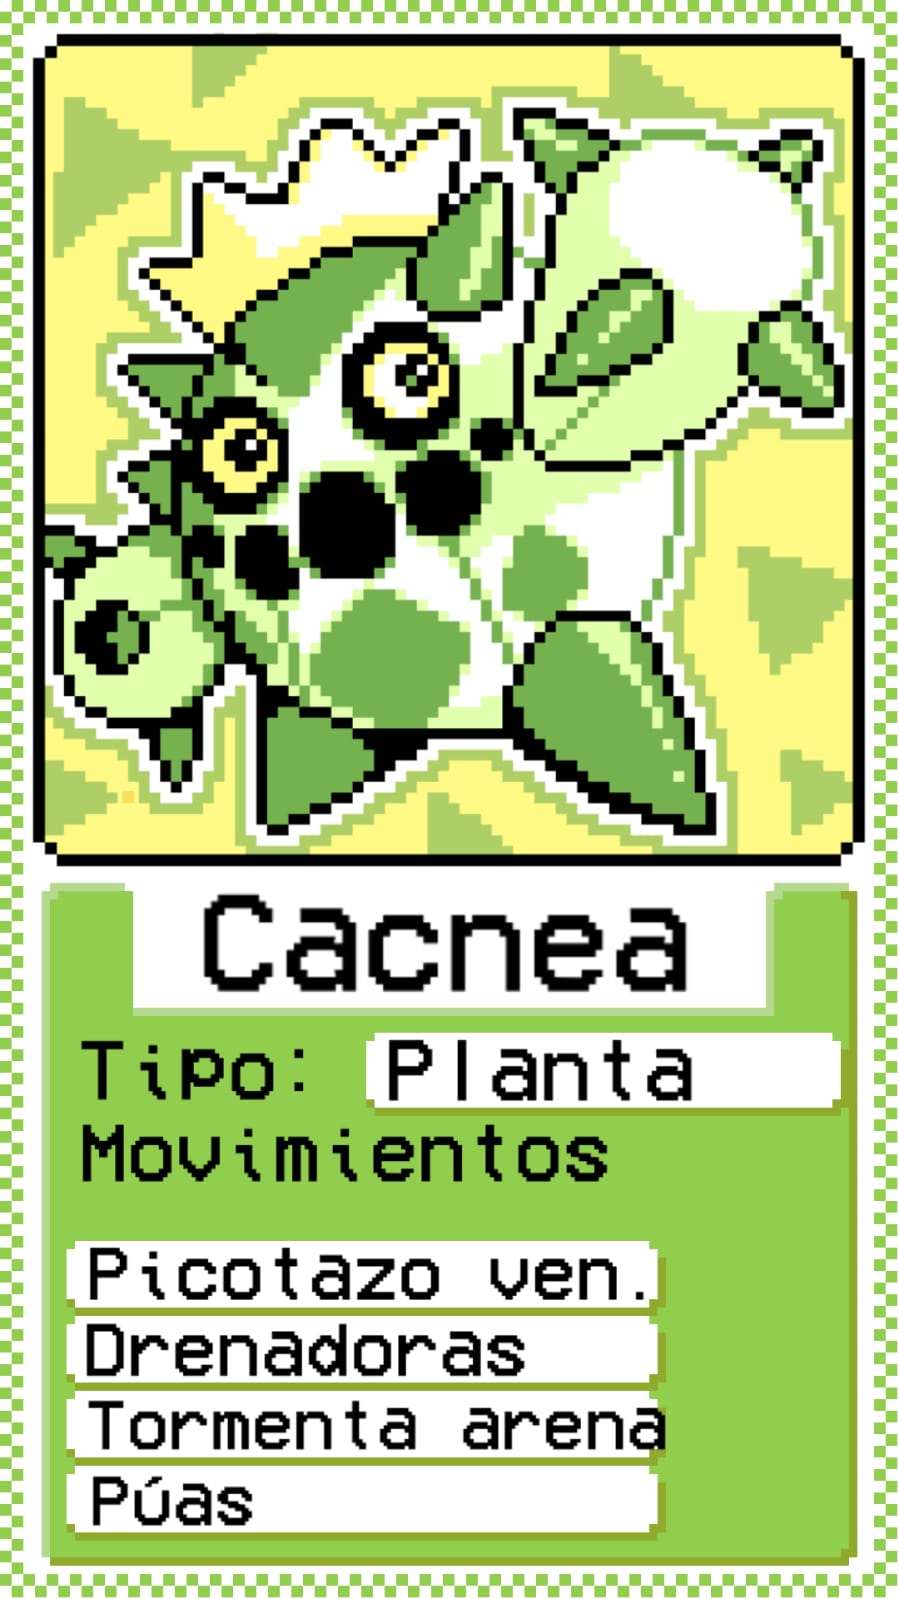 Cacnea
Tipo: Planta
Movimientos
Picotazo ven.
Drenadoras
Tormenta arena
Púas